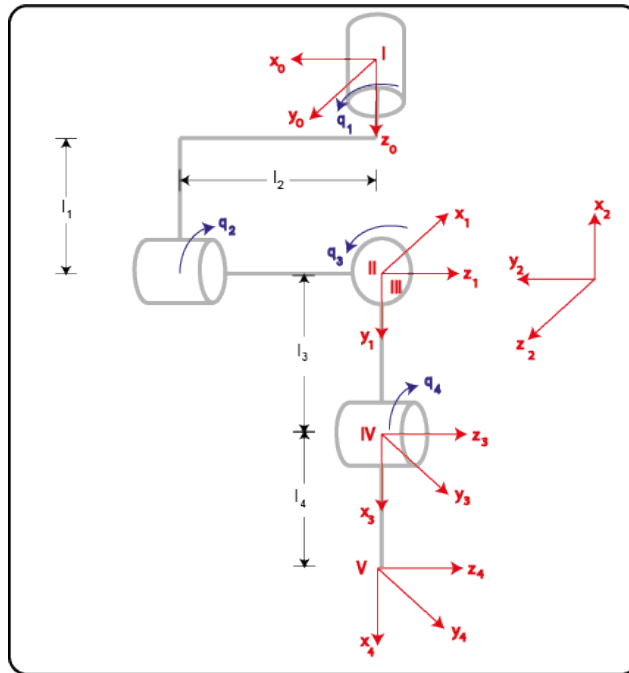 I
x₀
y₀
q₁
z₀
l₁
l₂
q₂
q₃
x₁
x₂
II
z₁
y₂
III
y₁
z₂
l₃
q₄
IV
z₃
y₃
l₄
x₃
V
z₄
y₄
x₄